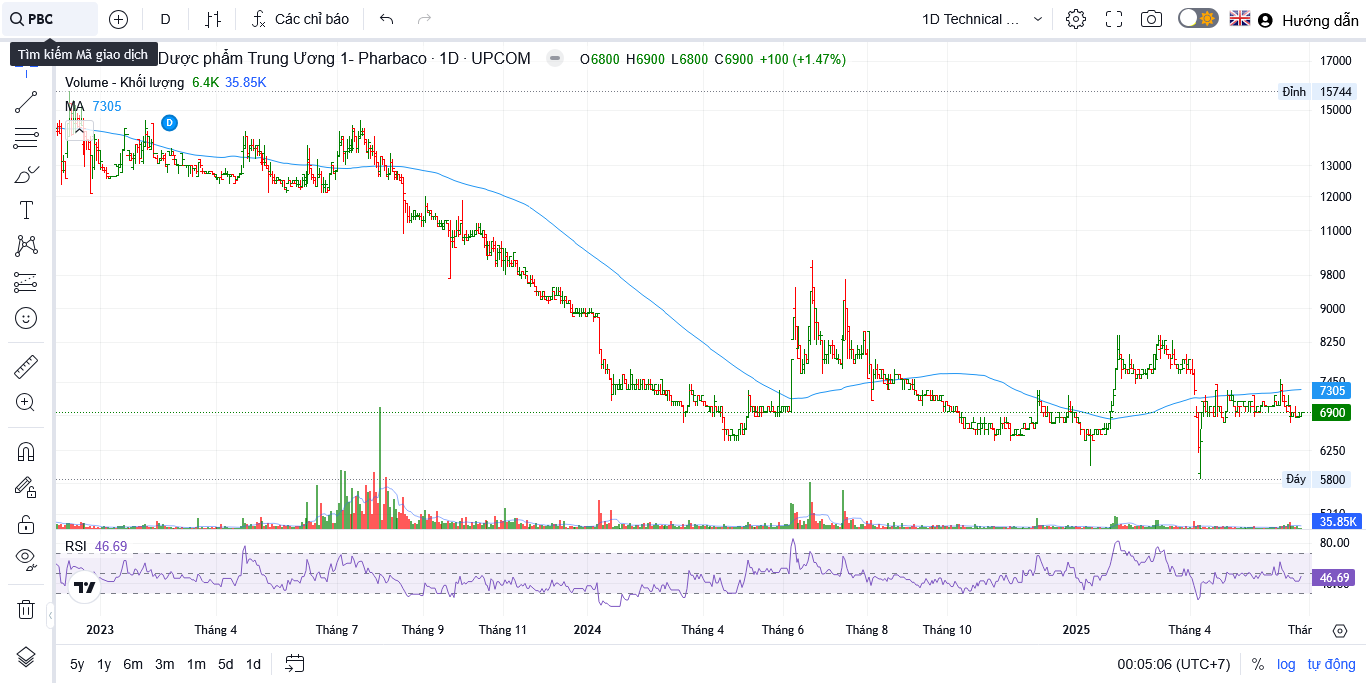 PBC
D
Các chỉ báo
1D Technical ...
Hướng dẫn
Tìm kiếm Mã giao dịch
Dược phẩm Trung Ương 1- Pharbaco · 1D · UPCOM
O6800 H6900 L6800 C6900 +100 (+1.47%)
Volume - Khối lượng 6.4K 35.85K
MA 7305
D
17000
Đỉnh 15744
15000
13000
12000
11000
9800
9000
8250
7450
7305
6900
6250
Đáy 5800
35.85K
RSI 46.69
80.00
46.69
2023 Tháng 4 Tháng 7 Tháng 9 Tháng 11 2024 Tháng 4 Tháng 6 Tháng 8 Tháng 10 2025 Tháng 4 Thár
5y 1y 6m 3m 1m 5d 1d
00:05:06 (UTC+7) % log tự động